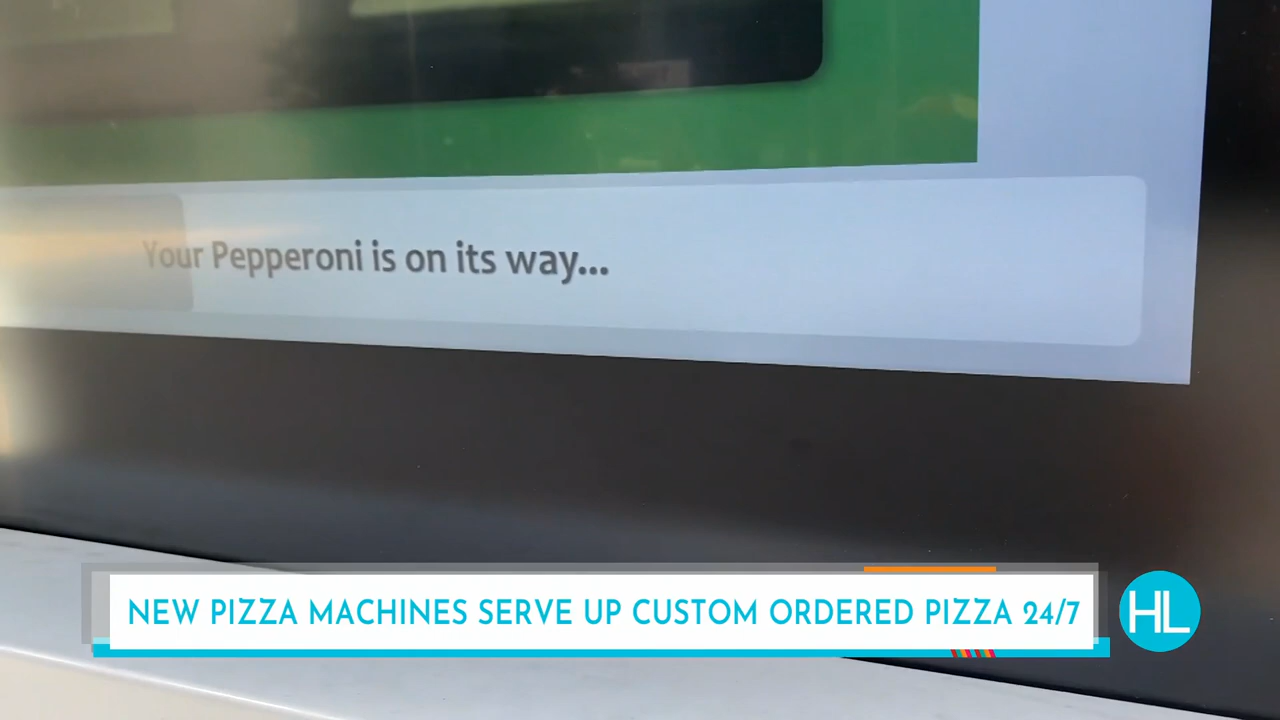 Your Pepperoni is on its way...
NEW PIZZA MACHINES SERVE UP CUSTOM ORDERED PIZZA 24/7
HL